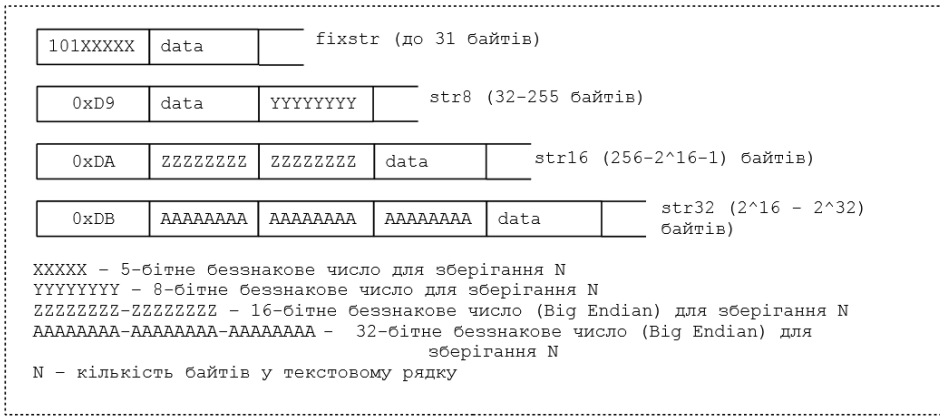 101XXXXX data fixstr (до 31 байтів)
0xD9 data YYYYYYYY str8 (32-255 байтів)
0xDA ZZZZZZZZ ZZZZZZZZ data str16 (256-2^16-1) байтів)
0xDB AAAAAAAA AAAAAAAA AAAAAAAA data str32 (2^16 - 2^32)
байтів)
XXXXX - 5-бітне беззнакове число для зберігання N
YYYYYYYY - 8-бітне беззнакове число для зберігання N
ZZZZZZZZ-ZZZZZZZZ - 16-бітне беззнакове число (Big Endian) для зберігання N
AAAAAAAA-AAAAAAAA-AAAAAAAA - 32-бітне беззнакове число (Big Endian) для
зберігання N
N - кількість байтів у текстовому рядку